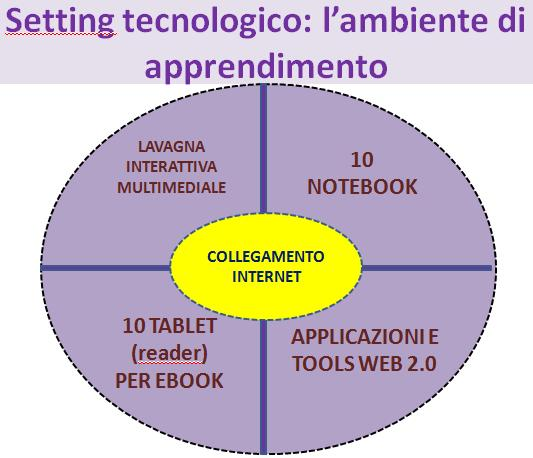 Setting tecnologico: l'ambiente di
apprendimento
LAVAGNA
INTERATTIVA
MULTIMEDIALE
10
NOTEBOOK
COLLEGAMENTO
INTERNET
10 TABLET
(reader)
PER EBOOK
APPLICAZIONI E
TOOLS WEB 2.0